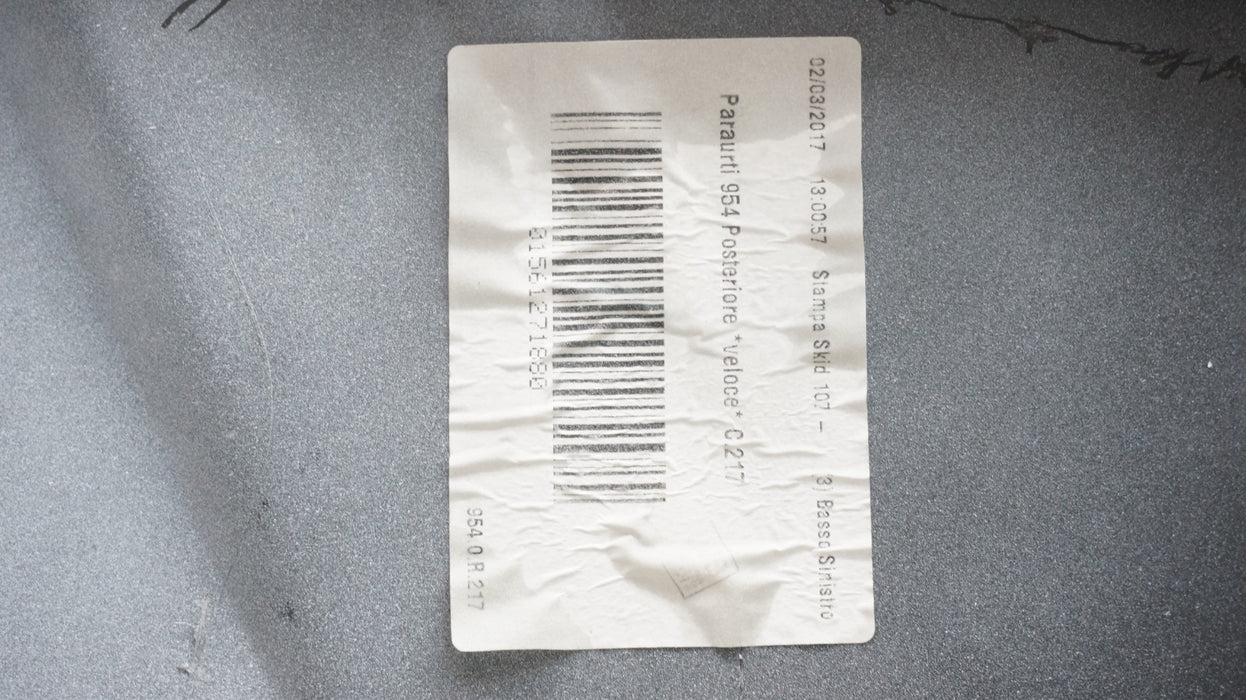 02/03/2017 13:00:57 Stampa Skid 107 - (3) Basso Sinistro
Paraurti 954 Posteriore *veloce* C.217
01561271880
954.0.R.217